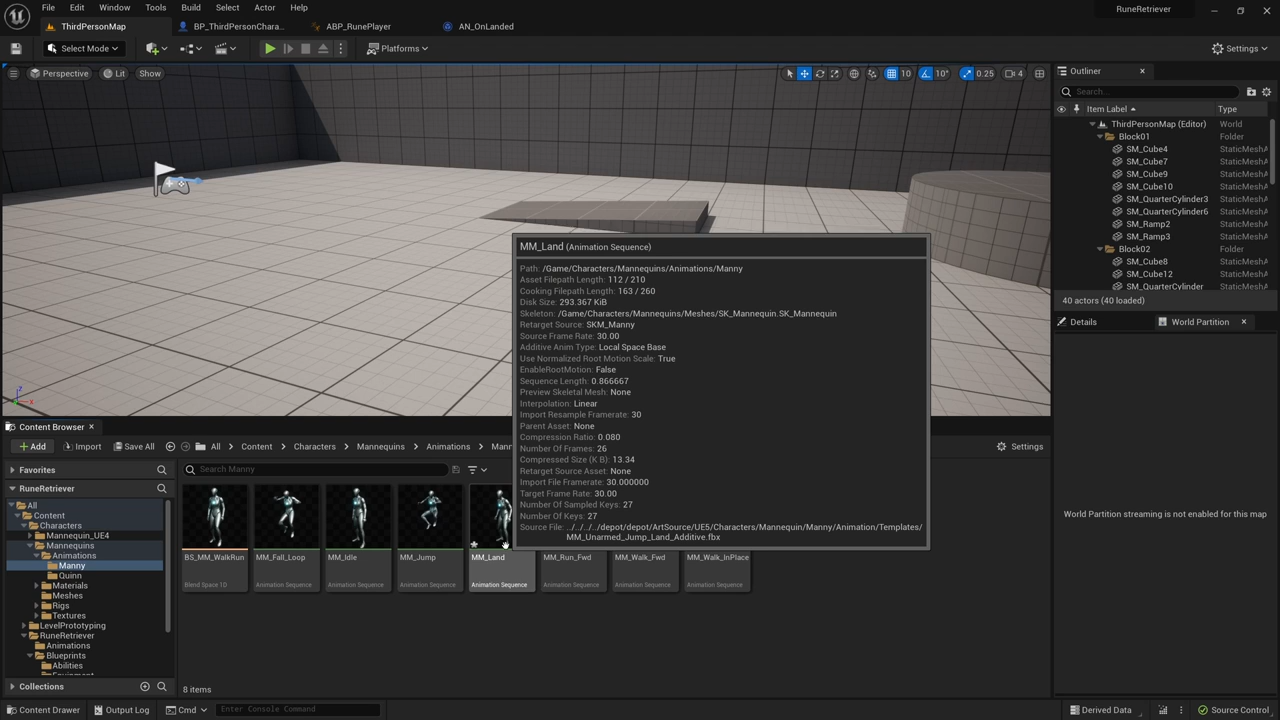 File Edit Window Tools Build Select Actor Help
RuneRetriever
ThirdPersonMap
BP_ThirdPersonChara...
ABP_RunePlayer
AN_OnLanded
Select Mode
Platforms
Settings
Perspective
Lit
Show
10
10°
0.25
4
Outliner
Search...
Item Label
Type
ThirdPersonMap (Editor) World
Block01 Folder
SM_Cube4 StaticMeshA
SM_Cube7 StaticMeshA
SM_Cube9 StaticMeshA
SM_Cube10 StaticMeshA
SM_QuarterCylinder3 StaticMeshA
SM_QuarterCylinder6 StaticMeshA
SM_Ramp2 StaticMeshA
SM_Ramp3 StaticMeshA
Block02 Folder
SM_Cube8 StaticMeshA
SM_Cube12 StaticMeshA
SM_QuarterCylinder StaticMeshA
40 actors (40 loaded)
Details
World Partition
World Partition streaming is not enabled for this map
MM_Land (Animation Sequence)
Path: /Game/Characters/Mannequins/Animations/Manny
Asset Filepath Length: 112 / 210
Cooking Filepath Length: 163 / 260
Disk Size: 293.367 KiB
Skeleton: /Game/Characters/Mannequins/Meshes/SK_Mannequin.SK_Mannequin
Retarget Source: SKM_Manny
Source Frame Rate: 30.00
Additive Anim Type: Local Space Base
Use Normalized Root Motion Scale: True
EnableRootMotion: False
Sequence Length: 0.866667
Preview Skeletal Mesh: None
Interpolation: Linear
Import Resample Framerate: 30
Parent Asset: None
Compression Ratio: 0.080
Number Of Frames: 26
Compressed Size (K B): 13.34
Retarget Source Asset: None
Import File Framerate: 30.000000
Target Frame Rate: 30.00
Number Of Sampled Keys: 27
Number Of Keys: 27
Source File: ../../../../depot/depot/ArtSource/UE5/Characters/Mannequin/Manny/Animation/Templates/
MM_Unarmed_Jump_Land_Additive.fbx
Z
X
Content Browser
Add
Import
Save All
All > Content > Characters > Mannequins > Animations > Mann
Settings
Favorites
RuneRetriever
All
Content
Characters
Mannequin_UE4
Mannequins
Animations
Manny
Quinn
Materials
Meshes
Rigs
Textures
LevelPrototyping
RuneRetriever
Animations
Blueprints
Abilities
Collections
Search Manny
BS_MM_WalkRun
Blend Space 1D
MM_Fall_Loop
Animation Sequence
MM_Idle
Animation Sequence
MM_Jump
Animation Sequence
MM_Land
Animation Sequence
MM_Run_Fwd
Animation Sequence
MM_Walk_Fwd
Animation Sequence
MM_Walk_InPlace
Animation Sequence
8 items
Content Drawer
Output Log
Cmd
Enter Console Command
Derived Data
Source Control